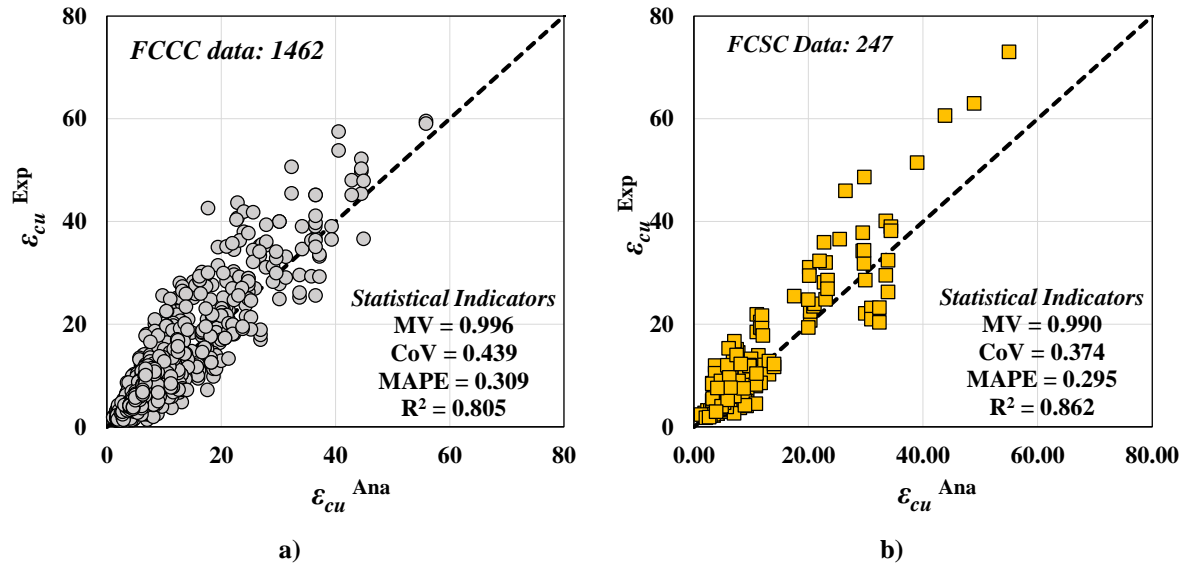 FCCC data: 1462
80
60
40
20
0
ε_cu^Exp
Statistical Indicators
MV = 0.996
CoV = 0.439
MAPE = 0.309
R² = 0.805
0 20 40 60 80
ε_cu^Ana
a)
FCSC Data: 247
80
60
40
20
0
ε_cu^Exp
Statistical Indicators
MV = 0.990
CoV = 0.374
MAPE = 0.295
R² = 0.862
0.00 20.00 40.00 60.00 80.00
ε_cu^Ana
b)